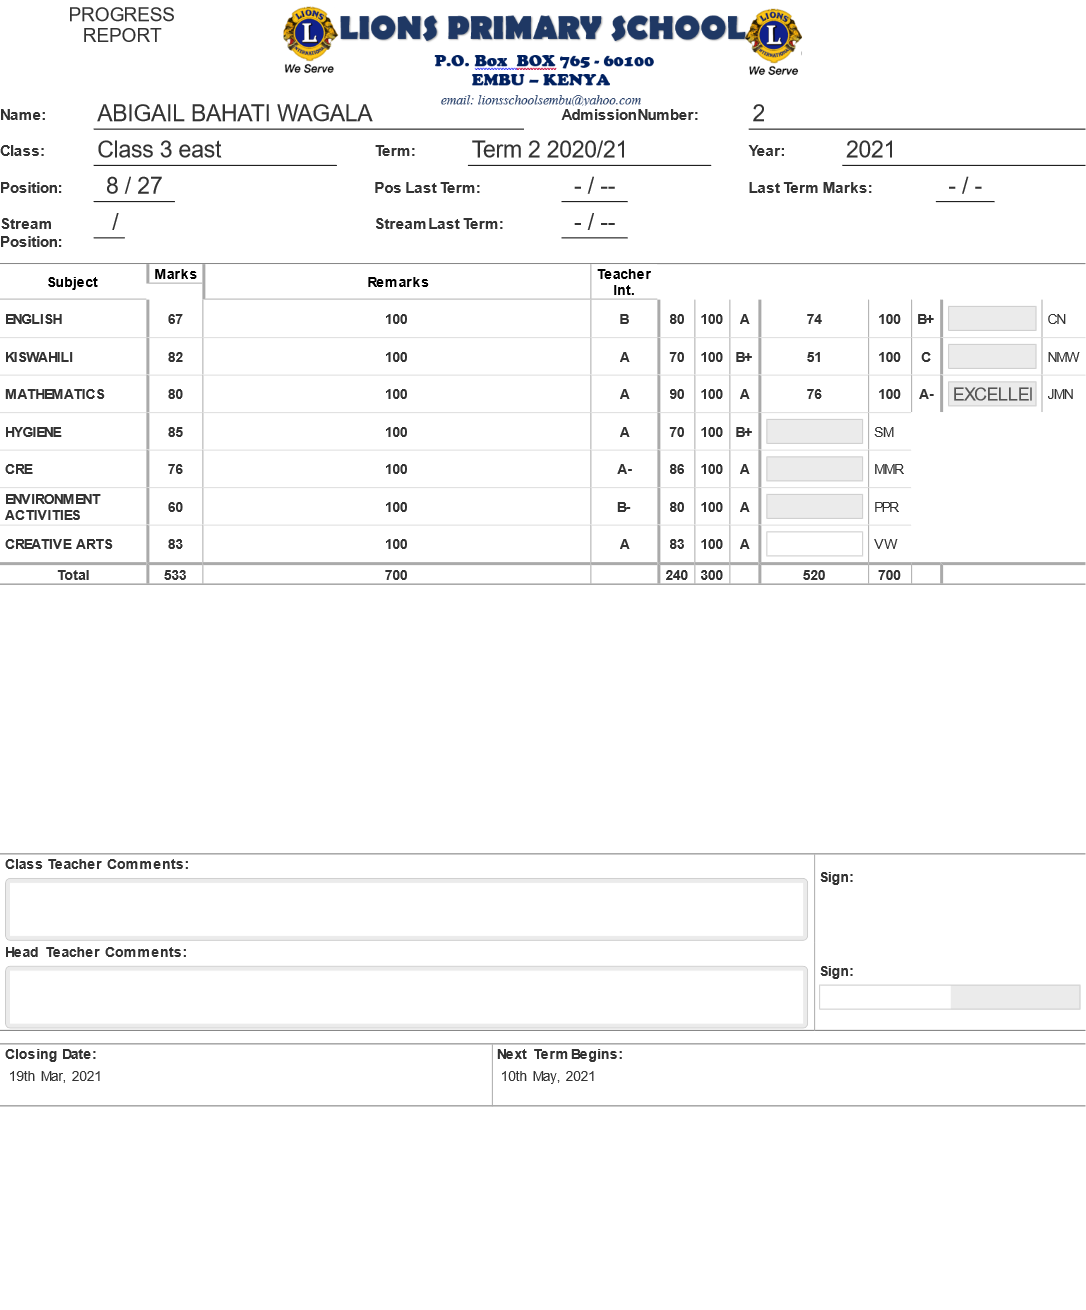 PROGRESS
REPORT
LIONS PRIMARY SCHOOL
L LIONS INTERNATIONAL We Serve
L LIONS INTERNATIONAL We Serve
P.O. Box BOX 765 - 60100
EMBU – KENYA
email: lionsschoolsembu@yahoo.com
Name: ABIGAIL BAHATI WAGALA AdmissionNumber: 2
Class: Class 3 east Term: Term 2 2020/21 Year: 2021
Position: 8 / 27 Pos Last Term: - / -- Last Term Marks: - / -
Stream Position: / Stream Last Term: - / --
Subject Marks Remarks Teacher Int.
ENGLISH 67 100 B 80 100 A 74 100 B+ CN
KISWAHILI 82 100 A 70 100 B+ 51 100 C NMW
MATHEMATICS 80 100 A 90 100 A 76 100 A- EXCELLEI JMN
HYGIENE 85 100 A 70 100 B+ SM
CRE 76 100 A- 86 100 A MMR
ENVIRONMENT ACTIVITIES 60 100 B- 80 100 A PPR
CREATIVE ARTS 83 100 A 83 100 A VW
Total 533 700 240 300 520 700
Class Teacher Comments:
Sign:
Head Teacher Comments:
Sign:
Closing Date: Next Term Begins:
19th Mar, 2021 10th May, 2021